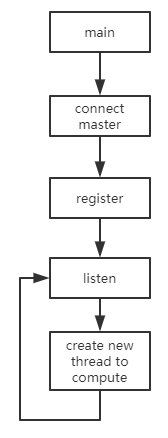 main
connect
master
register
listen
create new
thread to
compute